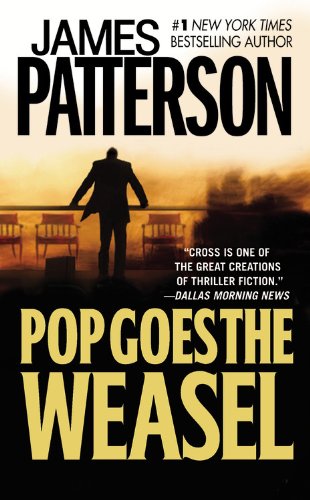 JAMES
#1 NEW YORK TIMES
BESTSELLING AUTHOR
PATTERSON
"CROSS IS ONE OF
THE GREAT CREATIONS
OF THRILLER FICTION."
—DALLAS MORNING NEWS
POP GOES THE
WEASEL